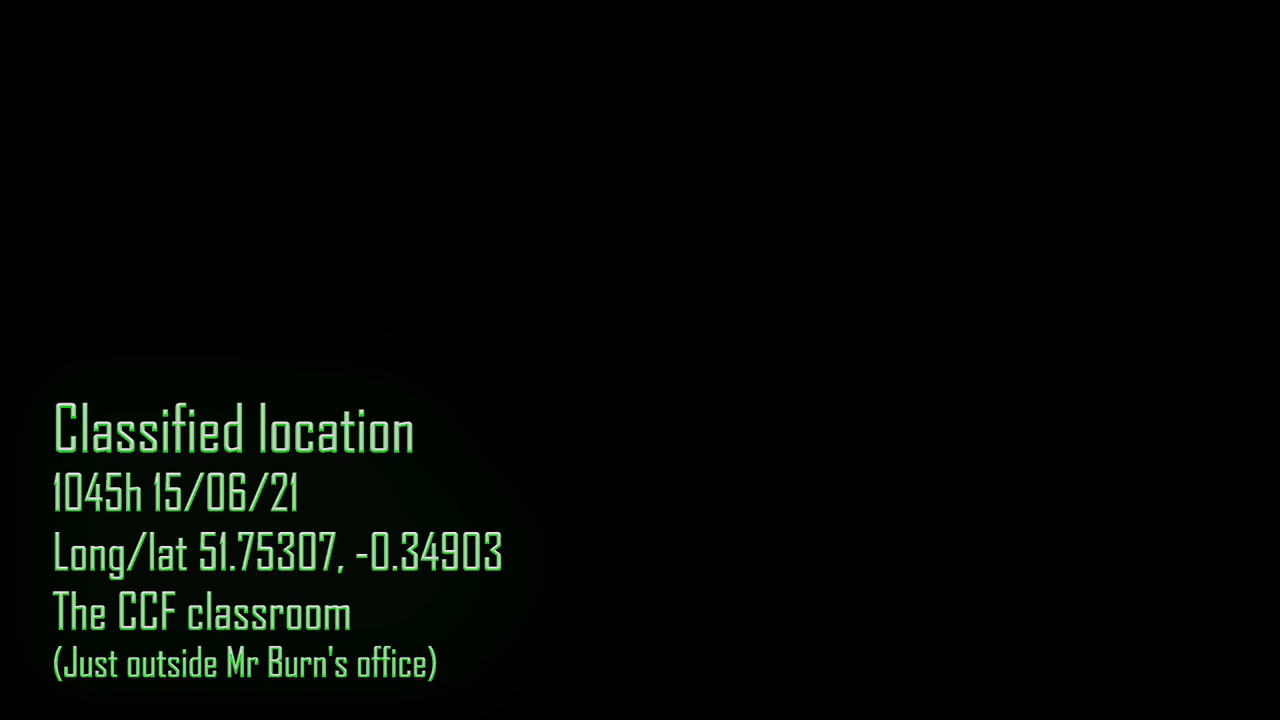 Classified location
1045h 15/06/21
Long/lat 51.75307, -0.34903
The CCF classroom
(Just outside Mr Burn's office)